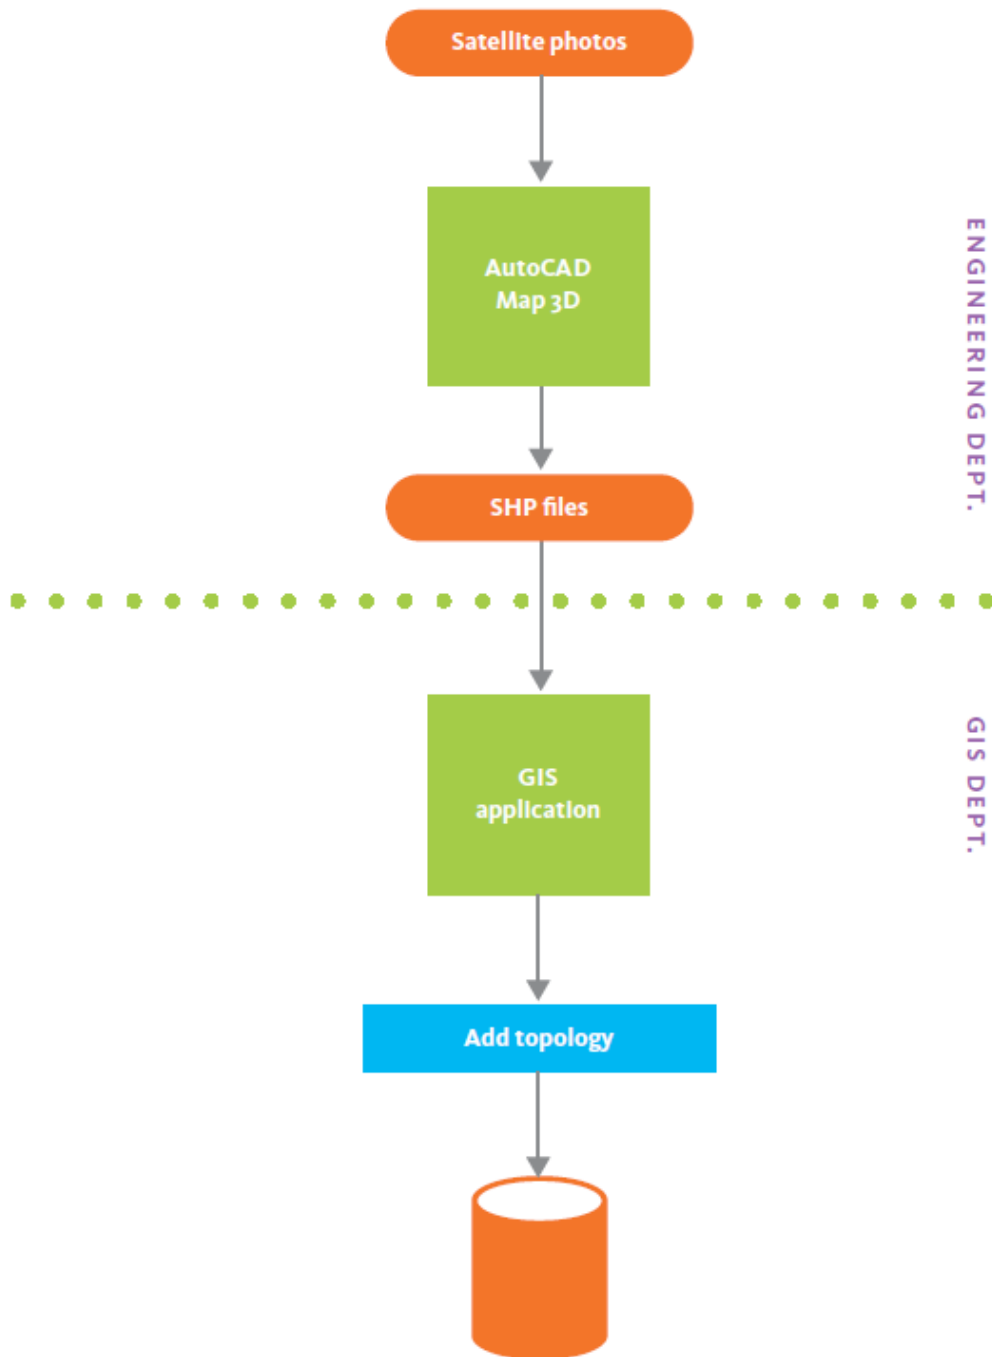 Satellite photos
AutoCAD
Map 3D
ENGINEERING DEPT.
SHP files
GIS
application
GIS DEPT.
Add topology